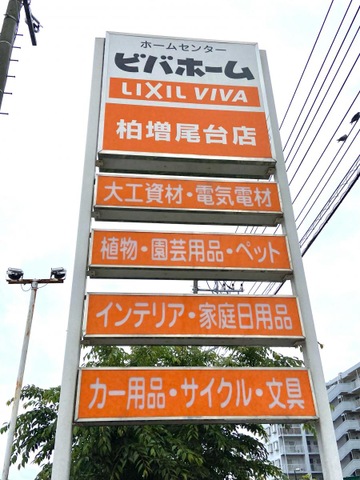 ホームセンター
ビバホーム
LIXIL VIVA
柏増尾台店
大工資材・電気電材
植物・園芸用品・ペット
インテリア・家庭日用品
カー用品・サイクル・文具